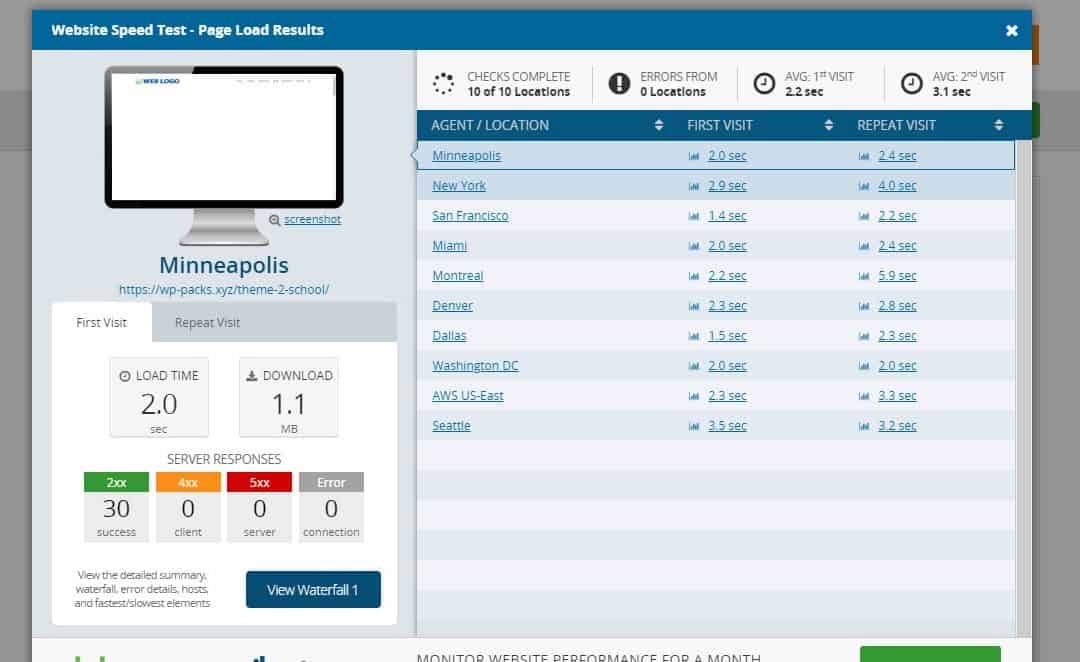 Website Speed Test - Page Load Results
WEB LOGO
screenshot
Minneapolis
https://wp-packs.xyz/theme-2-school/
First Visit Repeat Visit
LOAD TIME
2.0
sec
DOWNLOAD
1.1
MB
SERVER RESPONSES
2xx 4xx 5xx Error
30 0 0 0
success client server connection
View the detailed summary,
waterfall, error details, hosts,
and fastest/slowest elements
View Waterfall 1
CHECKS COMPLETE
10 of 10 Locations
ERRORS FROM
0 Locations
AVG: 1st VISIT
2.2 sec
AVG: 2nd VISIT
3.1 sec
AGENT / LOCATION FIRST VISIT REPEAT VISIT
Minneapolis 2.0 sec 2.4 sec
New York 2.9 sec 4.0 sec
San Francisco 1.4 sec 2.2 sec
Miami 2.0 sec 2.4 sec
Montreal 2.2 sec 5.9 sec
Denver 2.3 sec 2.8 sec
Dallas 1.5 sec 2.3 sec
Washington DC 2.0 sec 2.0 sec
AWS US-East 2.3 sec 3.3 sec
Seattle 3.5 sec 3.2 sec
MONITOR WEBSITE PERFORMANCE FOR A MONTH